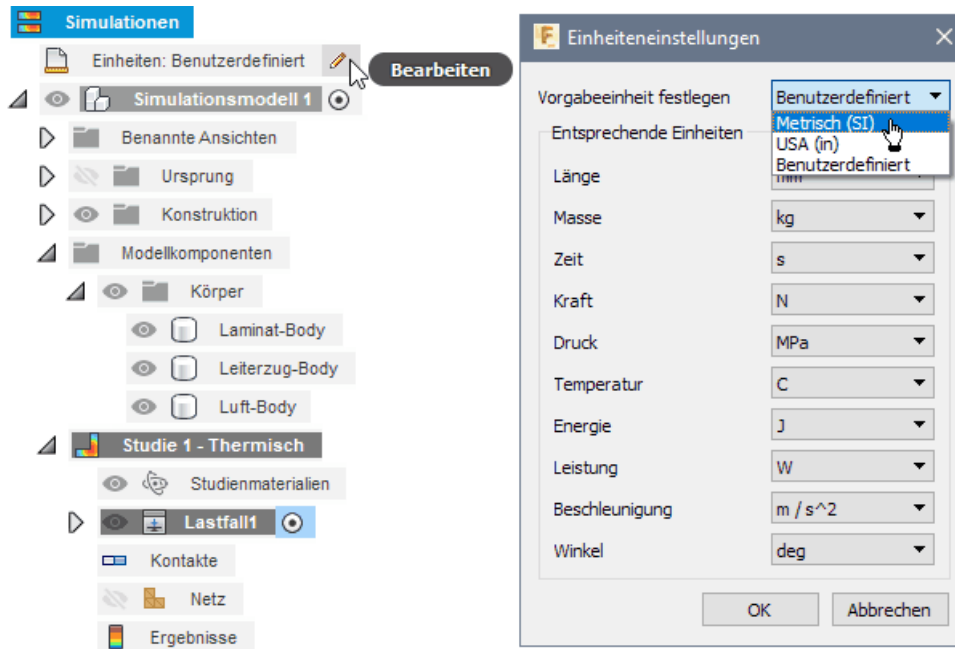 Simulationen
Einheiten: Benutzerdefiniert
Bearbeiten
Simulationsmodell 1
Benannte Ansichten
Ursprung
Konstruktion
Modellkomponenten
Körper
Laminat-Body
Leiterzug-Body
Luft-Body
Studie 1 - Thermisch
Studienmaterialien
Lastfall1
Kontakte
Netz
Ergebnisse
Einheiteneinstellungen
Vorgabeeinheit festlegen Benutzerdefiniert
Metrisch (SI)
USA (in)
Benutzerdefiniert
Entsprechende Einheiten
Länge mm
Masse kg
Zeit s
Kraft N
Druck MPa
Temperatur C
Energie J
Leistung W
Beschleunigung m / s^2
Winkel deg
OK Abbrechen